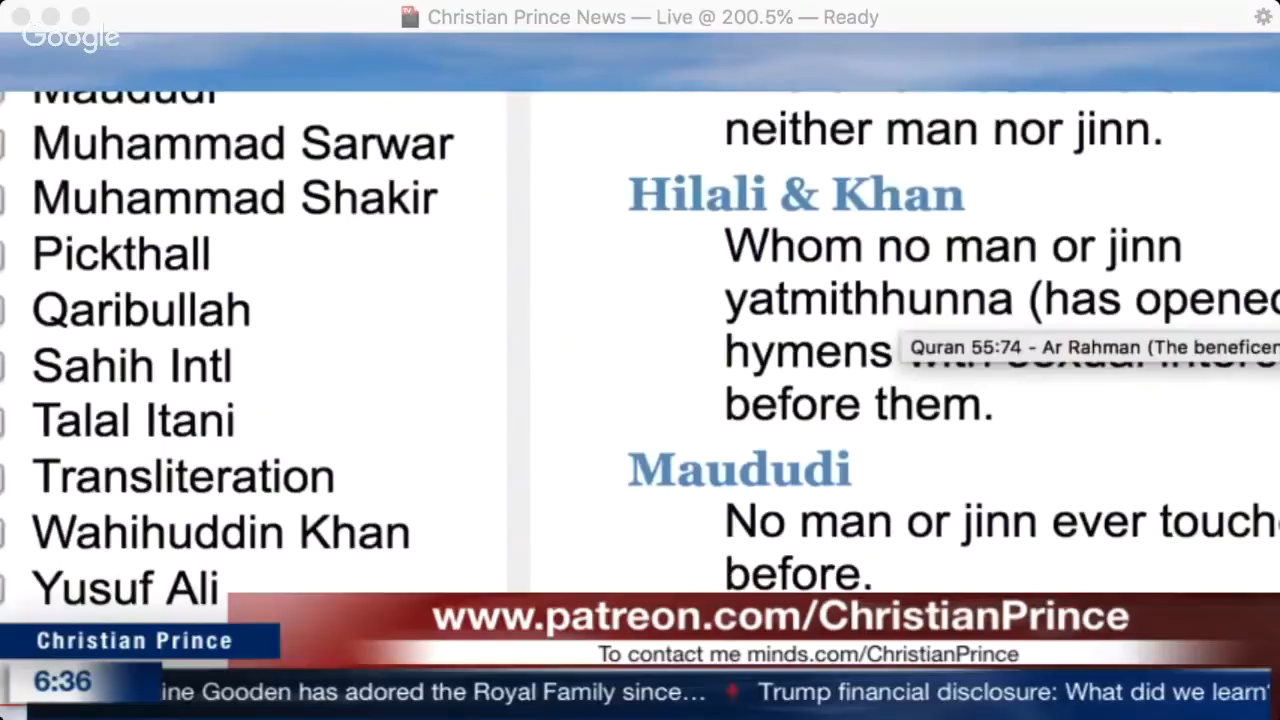 Christian Prince News — Live @ 200.5% — Ready
Google
Maududi
Muhammad Sarwar
Muhammad Shakir
Pickthall
Qaribullah
Sahih Intl
Talal Itani
Transliteration
Wahihuddin Khan
Yusuf Ali
neither man nor jinn.
Hilali & Khan
Whom no man or jinn
yatmithhunna (has opened
hymens with sexual
before them.
Quran 55:74 - Ar Rahman (The beneficen
Maududi
No man or jinn ever touch
before.
www.patreon.com/ChristianPrince
To contact me minds.com/ChristianPrince
Christian Prince
6:36
ine Gooden has adored the Royal Family since... ♦ Trump financial disclosure: What did we learn